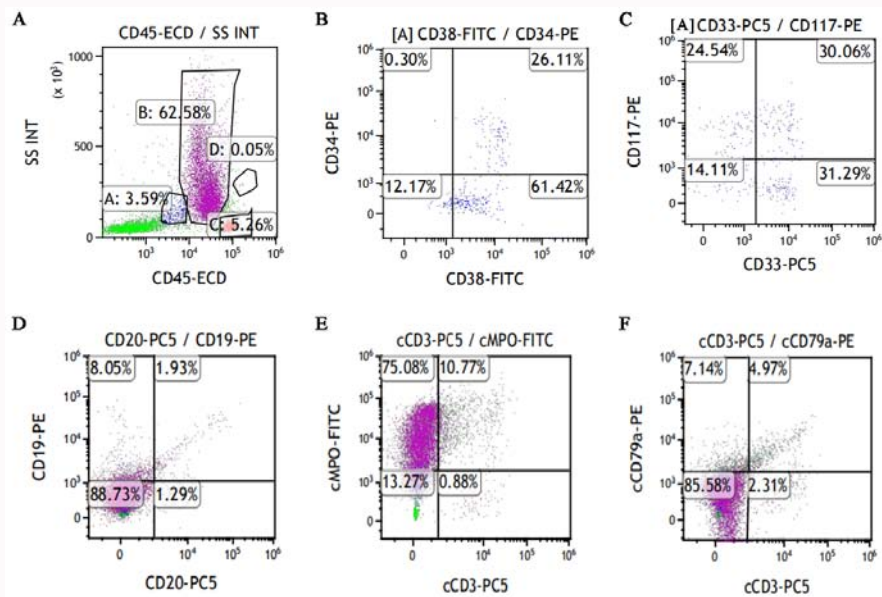 A
CD45-ECD / SS INT
SS INT
(x 10³)
1000
500
0
B: 62.58%
D: 0.05%
A: 3.59%
C: 5.26%
10³ 10⁴ 10⁵ 10⁶
CD45-ECD
B
[A] CD38-FITC / CD34-PE
CD34-PE
10⁶
10⁵
10⁴
10³
0
0.30% 26.11%
12.17% 61.42%
0 10³ 10⁴ 10⁵ 10⁶
CD38-FITC
C
[A] CD33-PC5 / CD117-PE
CD117-PE
10⁶
10⁵
10⁴
10³
0
24.54% 30.06%
14.11% 31.29%
0 10³ 10⁴ 10⁵ 10⁶
CD33-PC5
D
CD20-PC5 / CD19-PE
CD19-PE
10⁶
10⁵
10⁴
10³
0
8.05% 1.93%
88.73% 1.29%
0 10⁴ 10⁵ 10⁶
CD20-PC5
E
cCD3-PC5 / cMPO-FITC
cMPO-FITC
10⁶
10⁵
10⁴
10³
0
75.08% 10.77%
13.27% 0.88%
0 10⁴ 10⁵ 10⁶
cCD3-PC5
F
cCD3-PC5 / cCD79a-PE
cCD79a-PE
10⁶
10⁵
10⁴
10³
0
7.14% 4.97%
85.58% 2.31%
0 10⁴ 10⁵ 10⁶
cCD3-PC5